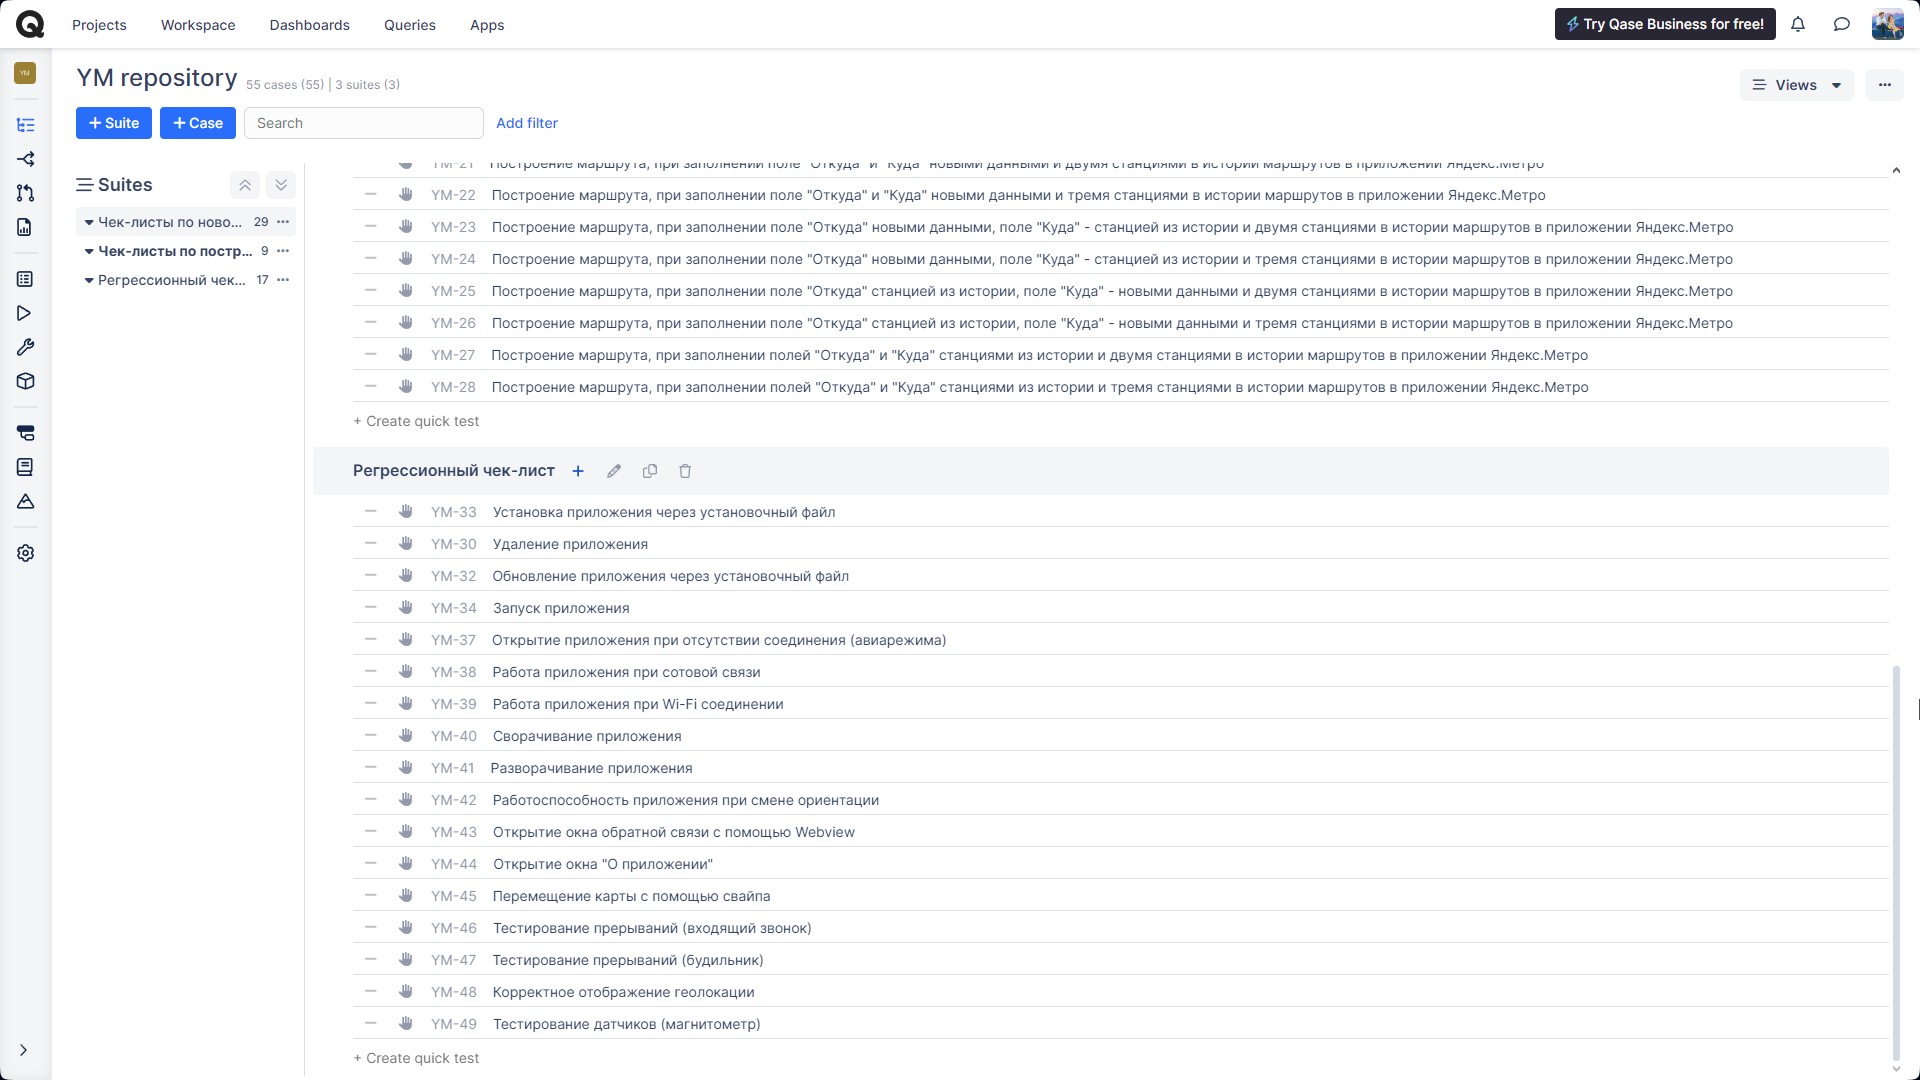 Projects Workspace Dashboards Queries Apps Try Qase Business for free!
YM
YM repository 55 cases (55) | 3 suites (3)
Views
+ Suite + Case Search Add filter
Suites
Чек-листы по ново... 29
Чек-листы по постр... 9
Регрессионный чек... 17
YM-21 Построение маршрута, при заполнении поле "Откуда" и "Куда" новыми данными и двумя станциями в истории маршрутов в приложении Яндекс.Метро
YM-22 Построение маршрута, при заполнении поле "Откуда" и "Куда" новыми данными и тремя станциями в истории маршрутов в приложении Яндекс.Метро
YM-23 Построение маршрута, при заполнении поле "Откуда" новыми данными, поле "Куда" - станцией из истории и двумя станциями в истории маршрутов в приложении Яндекс.Метро
YM-24 Построение маршрута, при заполнении поле "Откуда" новыми данными, поле "Куда" - станцией из истории и тремя станциями в истории маршрутов в приложении Яндекс.Метро
YM-25 Построение маршрута, при заполнении поле "Откуда" станцией из истории, поле "Куда" - новыми данными и двумя станциями в истории маршрутов в приложении Яндекс.Метро
YM-26 Построение маршрута, при заполнении поле "Откуда" станцией из истории, поле "Куда" - новыми данными и тремя станциями в истории маршрутов в приложении Яндекс.Метро
YM-27 Построение маршрута, при заполнении полей "Откуда" и "Куда" станциями из истории и двумя станциями в истории маршрутов в приложении Яндекс.Метро
YM-28 Построение маршрута, при заполнении полей "Откуда" и "Куда" станциями из истории и тремя станциями в истории маршрутов в приложении Яндекс.Метро
+ Create quick test
Регрессионный чек-лист
YM-33 Установка приложения через установочный файл
YM-30 Удаление приложения
YM-32 Обновление приложения через установочный файл
YM-34 Запуск приложения
YM-37 Открытие приложения при отсутствии соединения (авиарежима)
YM-38 Работа приложения при сотовой связи
YM-39 Работа приложения при Wi-Fi соединении
YM-40 Сворачивание приложения
YM-41 Разворачивание приложения
YM-42 Работоспособность приложения при смене ориентации
YM-43 Открытие окна обратной связи с помощью Webview
YM-44 Открытие окна "О приложении"
YM-45 Перемещение карты с помощью свайпа
YM-46 Тестирование прерываний (входящий звонок)
YM-47 Тестирование прерываний (будильник)
YM-48 Корректное отображение геолокации
YM-49 Тестирование датчиков (магнитометр)
+ Create quick test